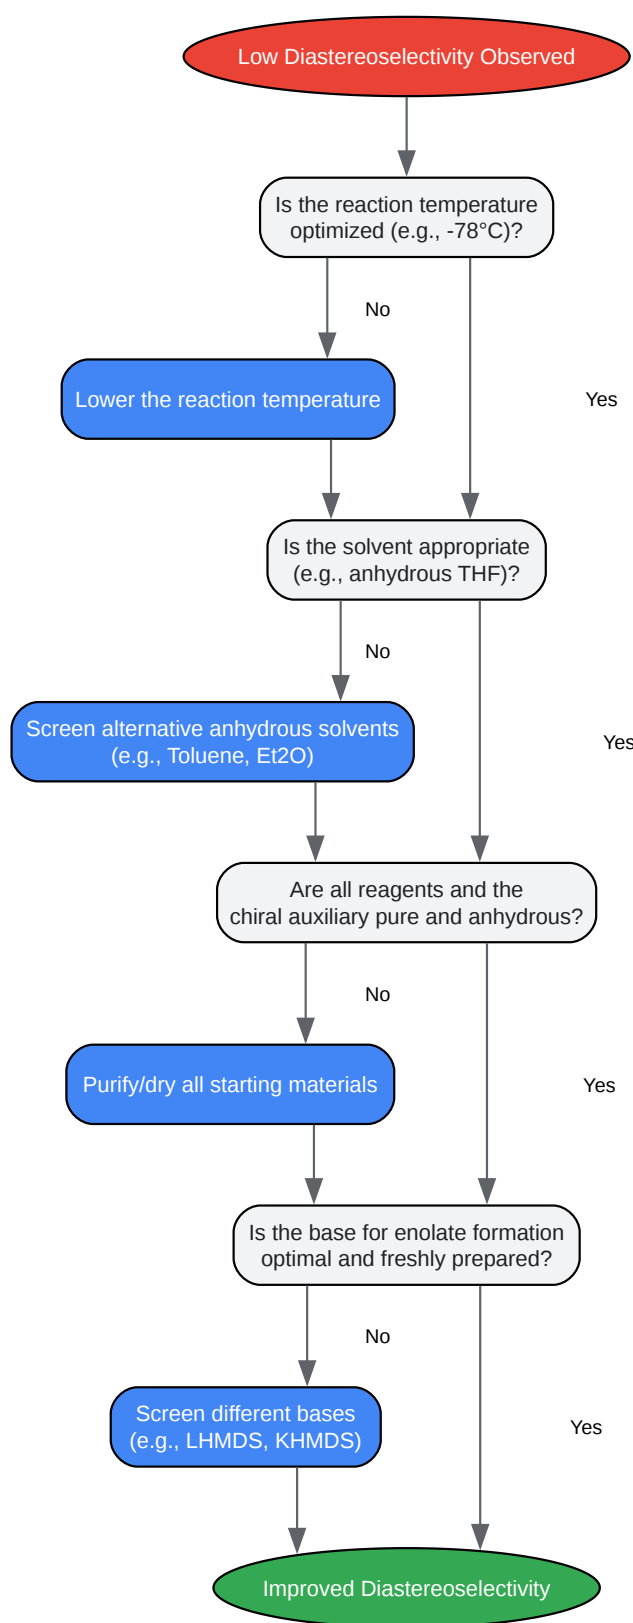 Low Diastereoselectivity Observed
Is the reaction temperature
optimized (e.g., -78°C)?
No
Lower the reaction temperature
Yes
Is the solvent appropriate
(e.g., anhydrous THF)?
No
Screen alternative anhydrous solvents
(e.g., Toluene, Et2O)
Yes
Are all reagents and the
chiral auxiliary pure and anhydrous?
No
Purify/dry all starting materials
Yes
Is the base for enolate formation
optimal and freshly prepared?
No
Screen different bases
(e.g., LHMDS, KHMDS)
Yes
Improved Diastereoselectivity